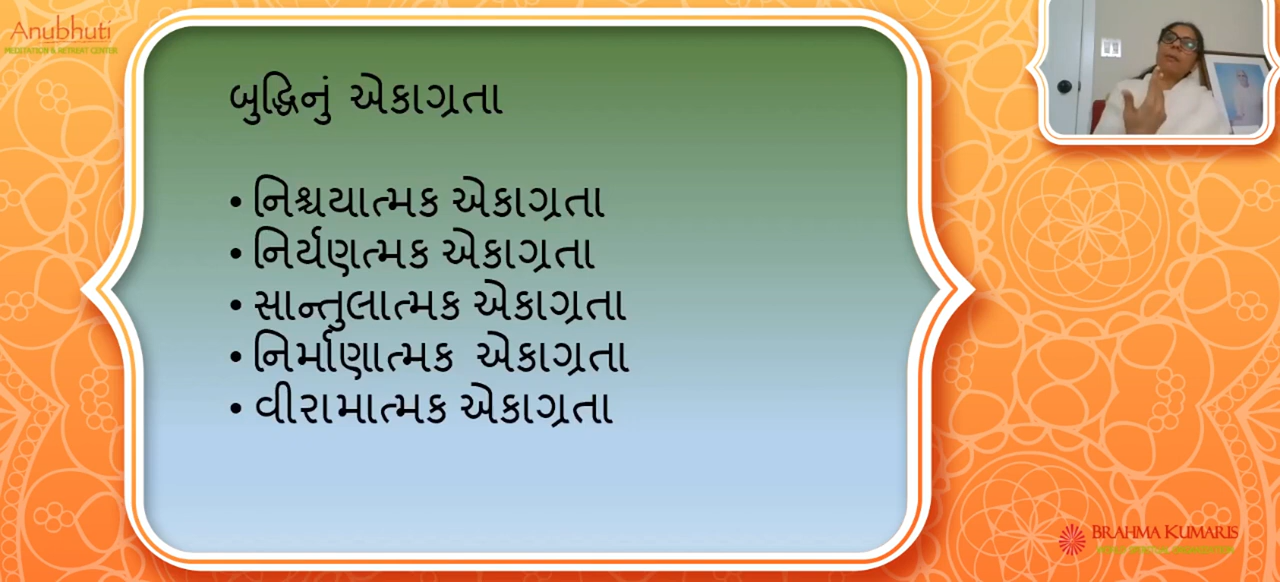 Anubhuti
MEDITATION & RETREAT CENTER
બુદ્ધિનું એકાગ્રતા
• નિશ્ચયાત્મક એકાગ્રતા
• નિર્યણત્મક એકાગ્રતા
• સાન્તુલાત્મક એકાગ્રતા
• નિર્માણાત્મક એકાગ્રતા
• વીરામાત્મક એકાગ્રતા
BRAHMA KUMARIS